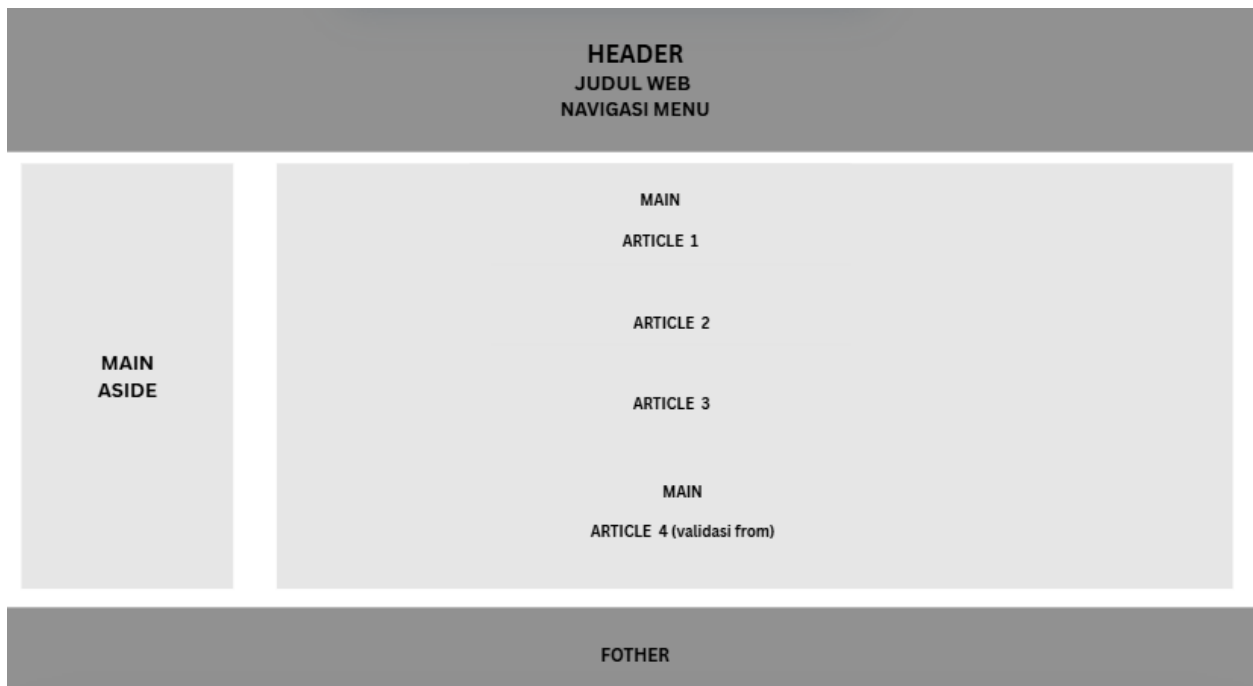 HEADER
JUDUL WEB
NAVIGASI MENU
MAIN
ASIDE
MAIN
ARTICLE 1
ARTICLE 2
ARTICLE 3
MAIN
ARTICLE 4 (validasi from)
FOTHER